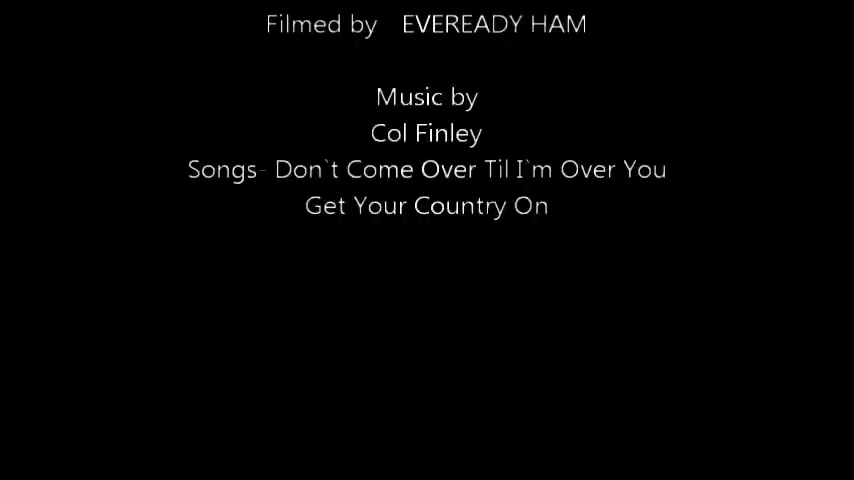 Filmed by EVEREADY HAM
Music by
Col Finley
Songs- Don`t Come Over Til I`m Over You
Get Your Country On